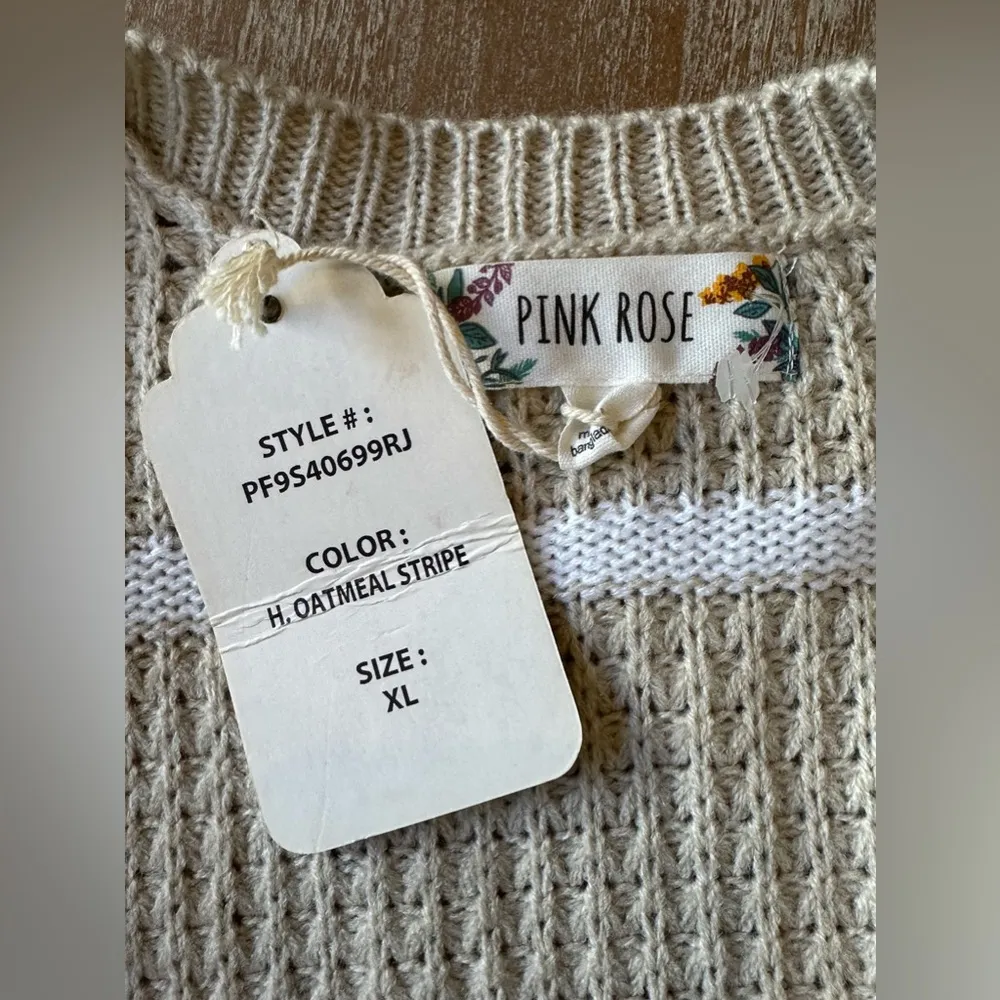 PINK ROSE
STYLE # :
PF9S40699RJ
COLOR :
H. OATMEAL STRIPE
SIZE :
XL